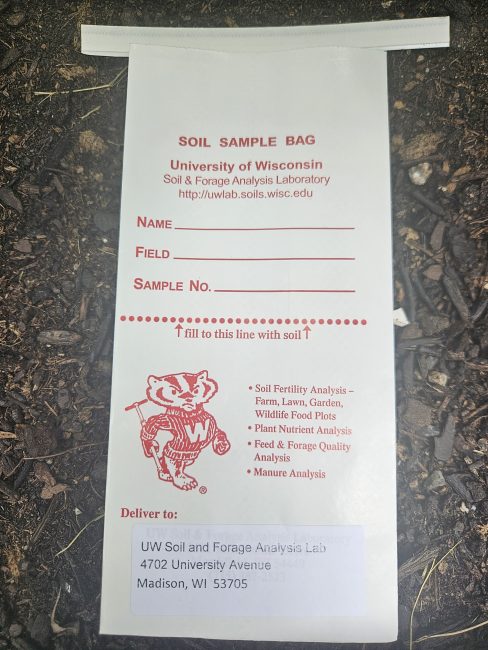 SOIL SAMPLE BAG
University of Wisconsin
Soil & Forage Analysis Laboratory
http://uwlab.soils.wisc.edu
NAME
FIELD
SAMPLE NO.
↑fill to this line with soil↑
• Soil Fertility Analysis –
Farm, Lawn, Garden,
Wildlife Food Plots
• Plant Nutrient Analysis
• Feed & Forage Quality
Analysis
• Manure Analysis
W
®
Deliver to:
UW Soil and Forage Analysis Lab
4702 University Avenue
Madison, WI 53705